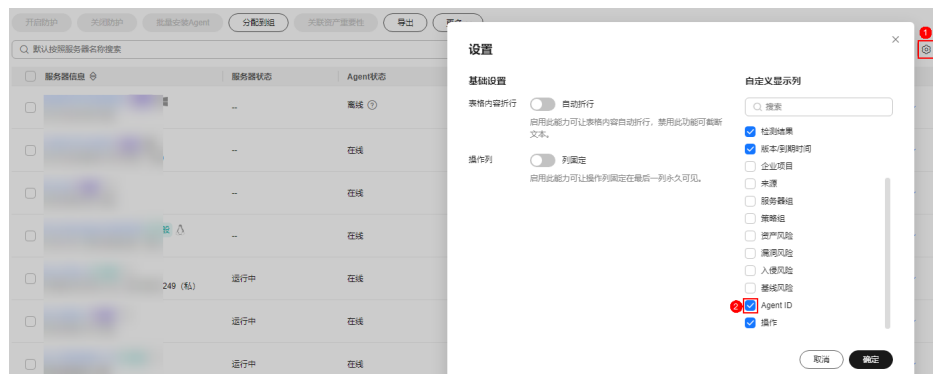 开启防护 关闭防护 批量安装Agent 分配到组 关联资产重要性 导出
默认按照服务器名称搜索
1
服务器信息 服务器状态 Agent状态
-- 离线
-- 在线
-- 在线
-- 在线
249 (私) 运行中 在线
运行中 在线
运行中 在线
设置
基础设置
表格内容折行 自动折行
启用此能力可让表格内容自动折行，禁用此功能可截断
文本。
操作列 列固定
启用此能力可让操作列固定在最后一列永久可见。
自定义显示列
搜索
检测结果
版本/到期时间
企业项目
来源
服务器组
策略组
资产风险
漏洞风险
入侵风险
基线风险
2 Agent ID
操作
取消 确定